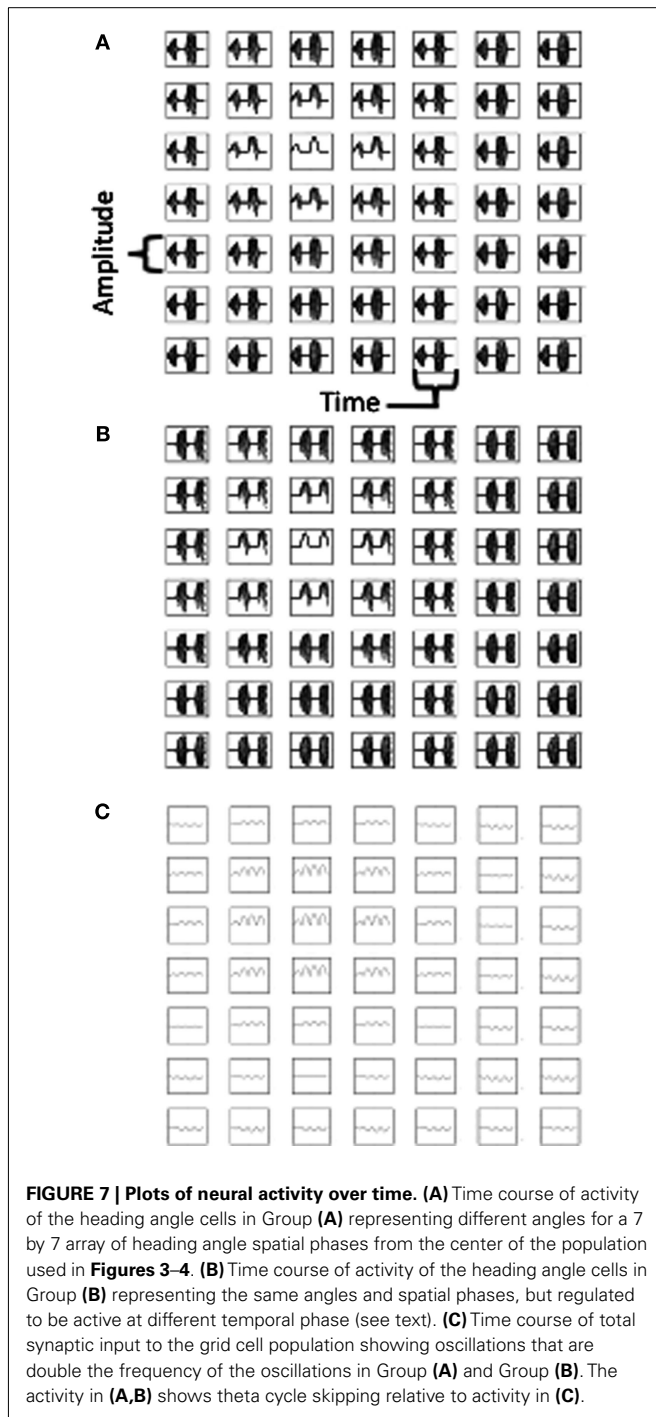 A
Amplitude
Time
B
C
FIGURE 7 | Plots of neural activity over time. (A) Time course of activity
of the heading angle cells in Group (A) representing different angles for a 7
by 7 array of heading angle spatial phases from the center of the population
used in Figures 3–4. (B) Time course of activity of the heading angle cells in
Group (B) representing the same angles and spatial phases, but regulated
to be active at different temporal phase (see text). (C) Time course of total
synaptic input to the grid cell population showing oscillations that are
double the frequency of the oscillations in Group (A) and Group (B). The
activity in (A,B) shows theta cycle skipping relative to activity in (C).